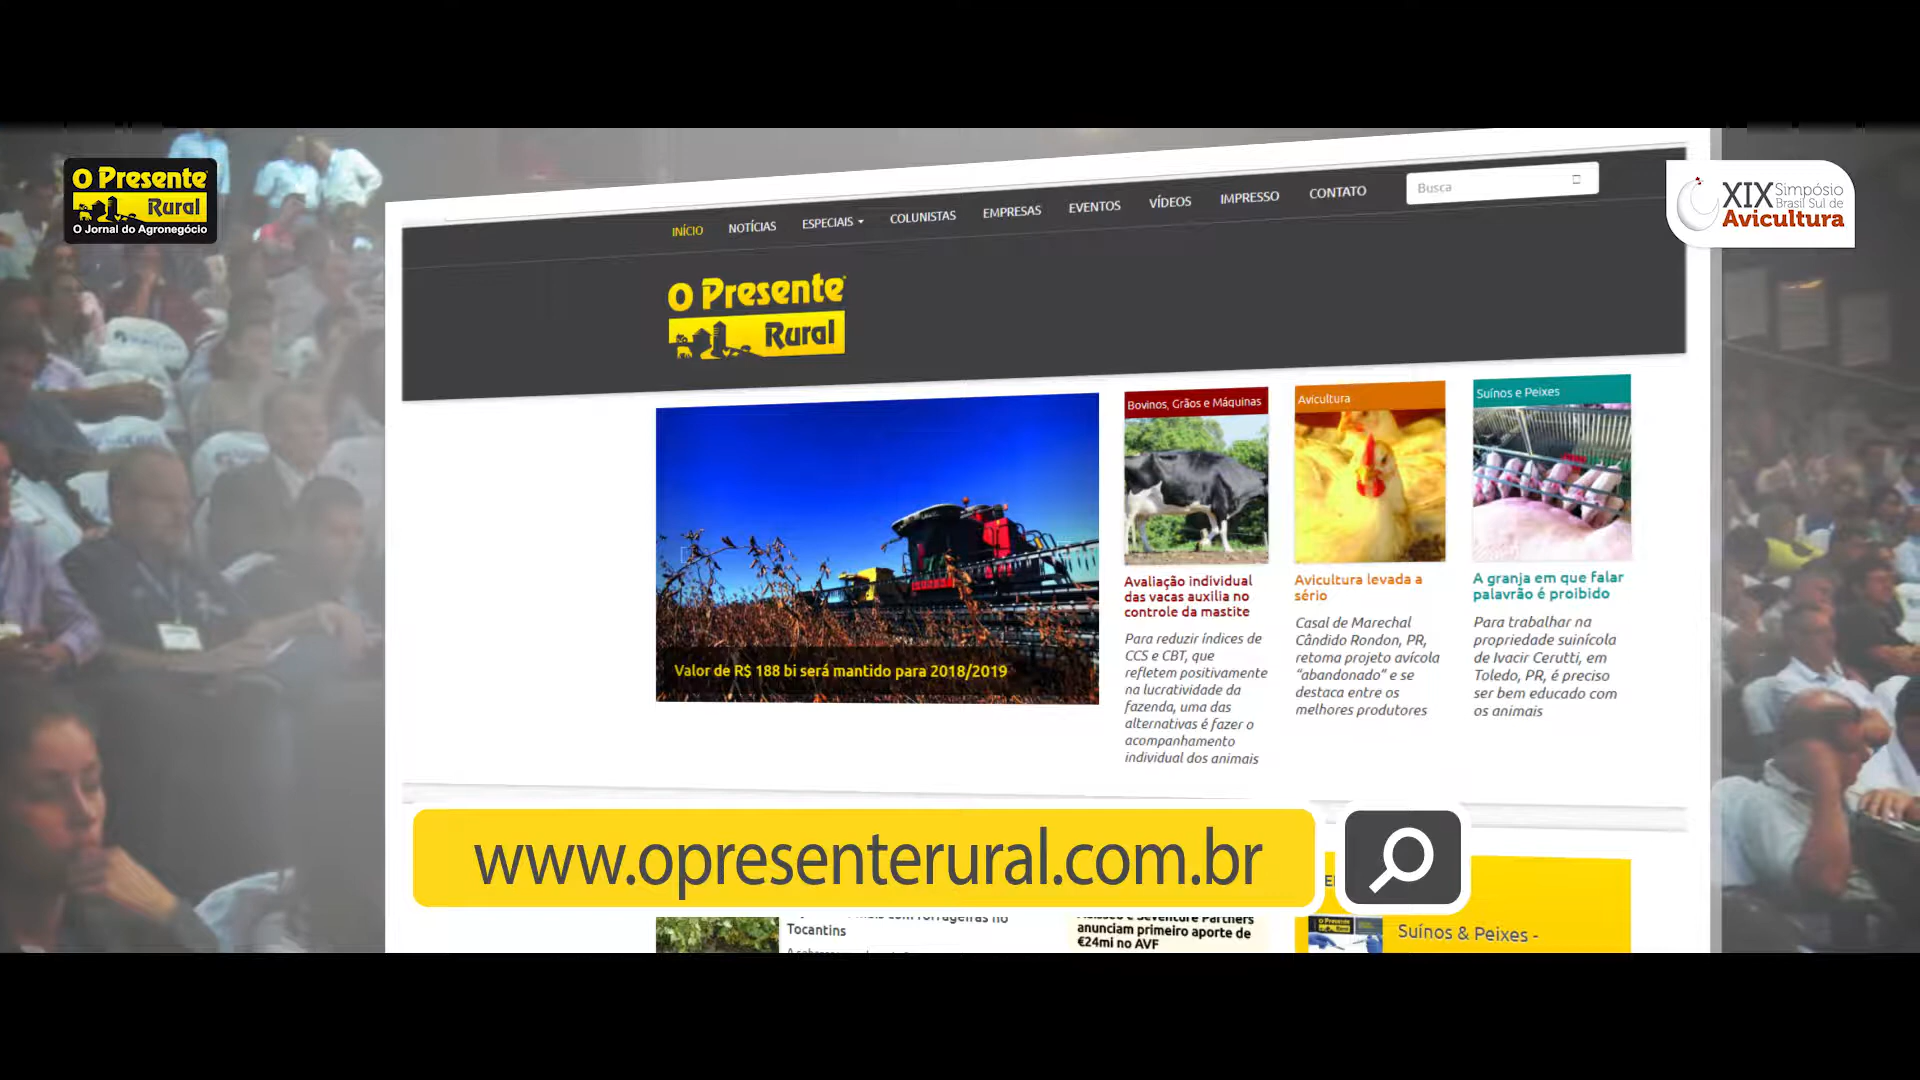 O Presente
Rural
O Jornal do Agronegócio
XIX Simpósio
Brasil Sul de
Avicultura
INÍCIO NOTÍCIAS ESPECIAIS COLUNISTAS EMPRESAS EVENTOS VÍDEOS IMPRESSO CONTATO Busca
O Presente
Rural
Valor de R$ 188 bi será mantido para 2018/2019
Bovinos, Grãos e Máquinas
Avaliação individual
das vacas auxilia no
controle da mastite
Para reduzir índices de
CCS e CBT, que
refletem positivamente
na lucratividade da
fazenda, uma das
alternativas é fazer o
acompanhamento
individual dos animais
Avicultura
Avicultura levada a
sério
Casal de Marechal
Cândido Rondon, PR,
retoma projeto avícola
“abandonado” e se
destaca entre os
melhores produtores
Suínos e Peixes
A granja em que falar
palavrão é proibido
Para trabalhar na
propriedade suinícola
de Ivacir Cerutti, em
Toledo, PR, é preciso
ser bem educado com
os animais
www.opresenterural.com.br
com forrageiras no
Tocantins
Seventure Partners
anunciam primeiro aporte de
€24mi no AVF
Suínos & Peixes -